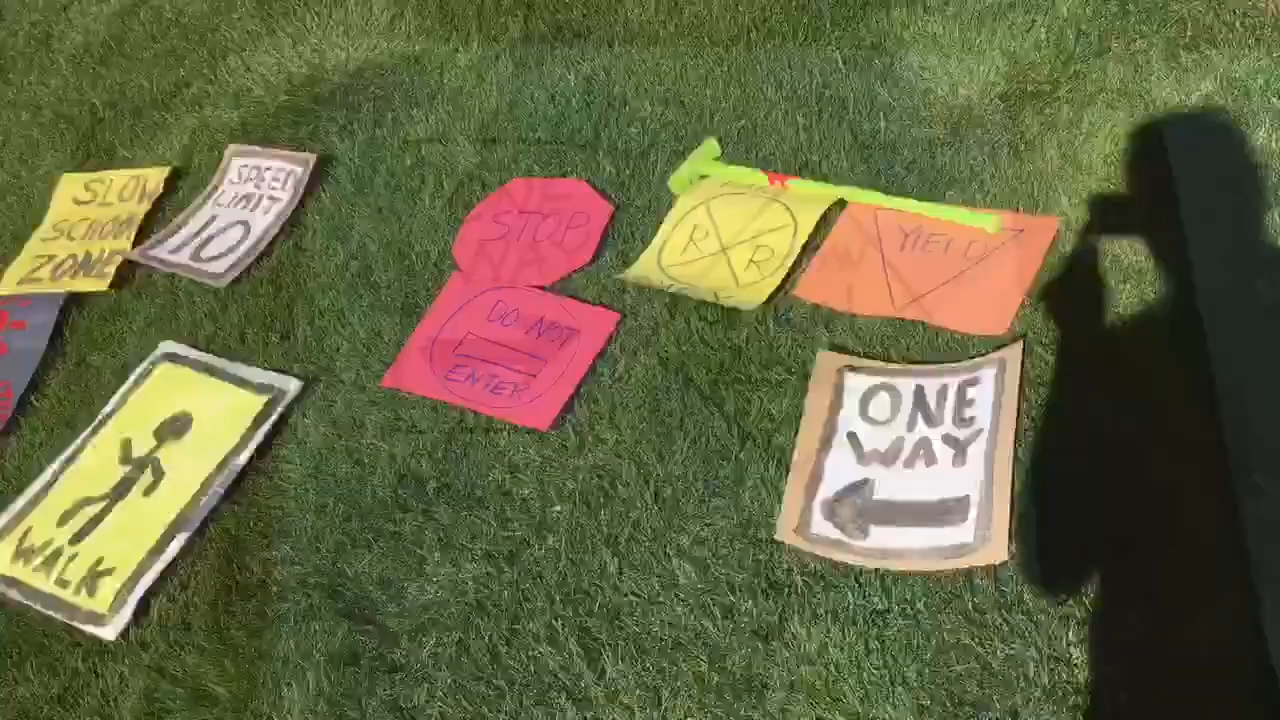 SLOW
SCHOOL
ZONE
SPEED
LIMIT
10
STOP
DO NOT
ENTER
R R
YIELD
ONE
WAY
WALK